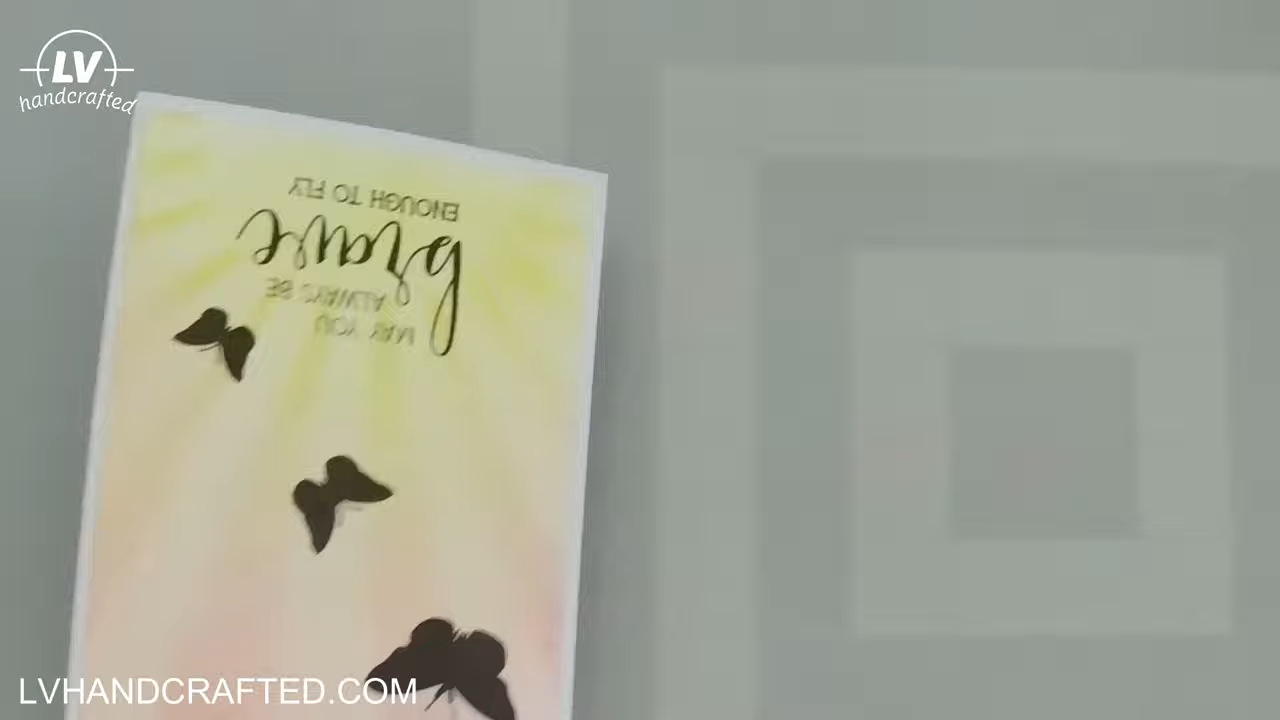 LV
handcrafted
MAY YOU
ALWAYS BE
brave
ENOUGH TO FLY
LVHANDCRAFTED.COM